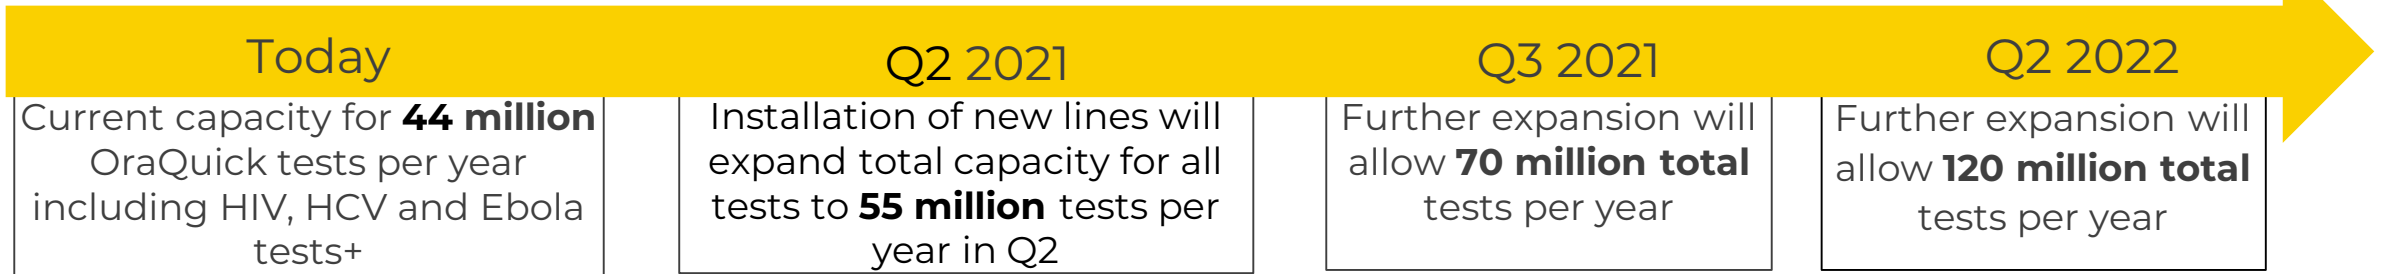 Today
Current capacity for 44 million
OraQuick tests per year
including HIV, HCV and Ebola
tests+
Q2 2021
Installation of new lines will
expand total capacity for all
tests to 55 million tests per
year in Q2
Q3 2021
Further expansion will
allow 70 million total
tests per year
Q2 2022
Further expansion will
allow 120 million total
tests per year